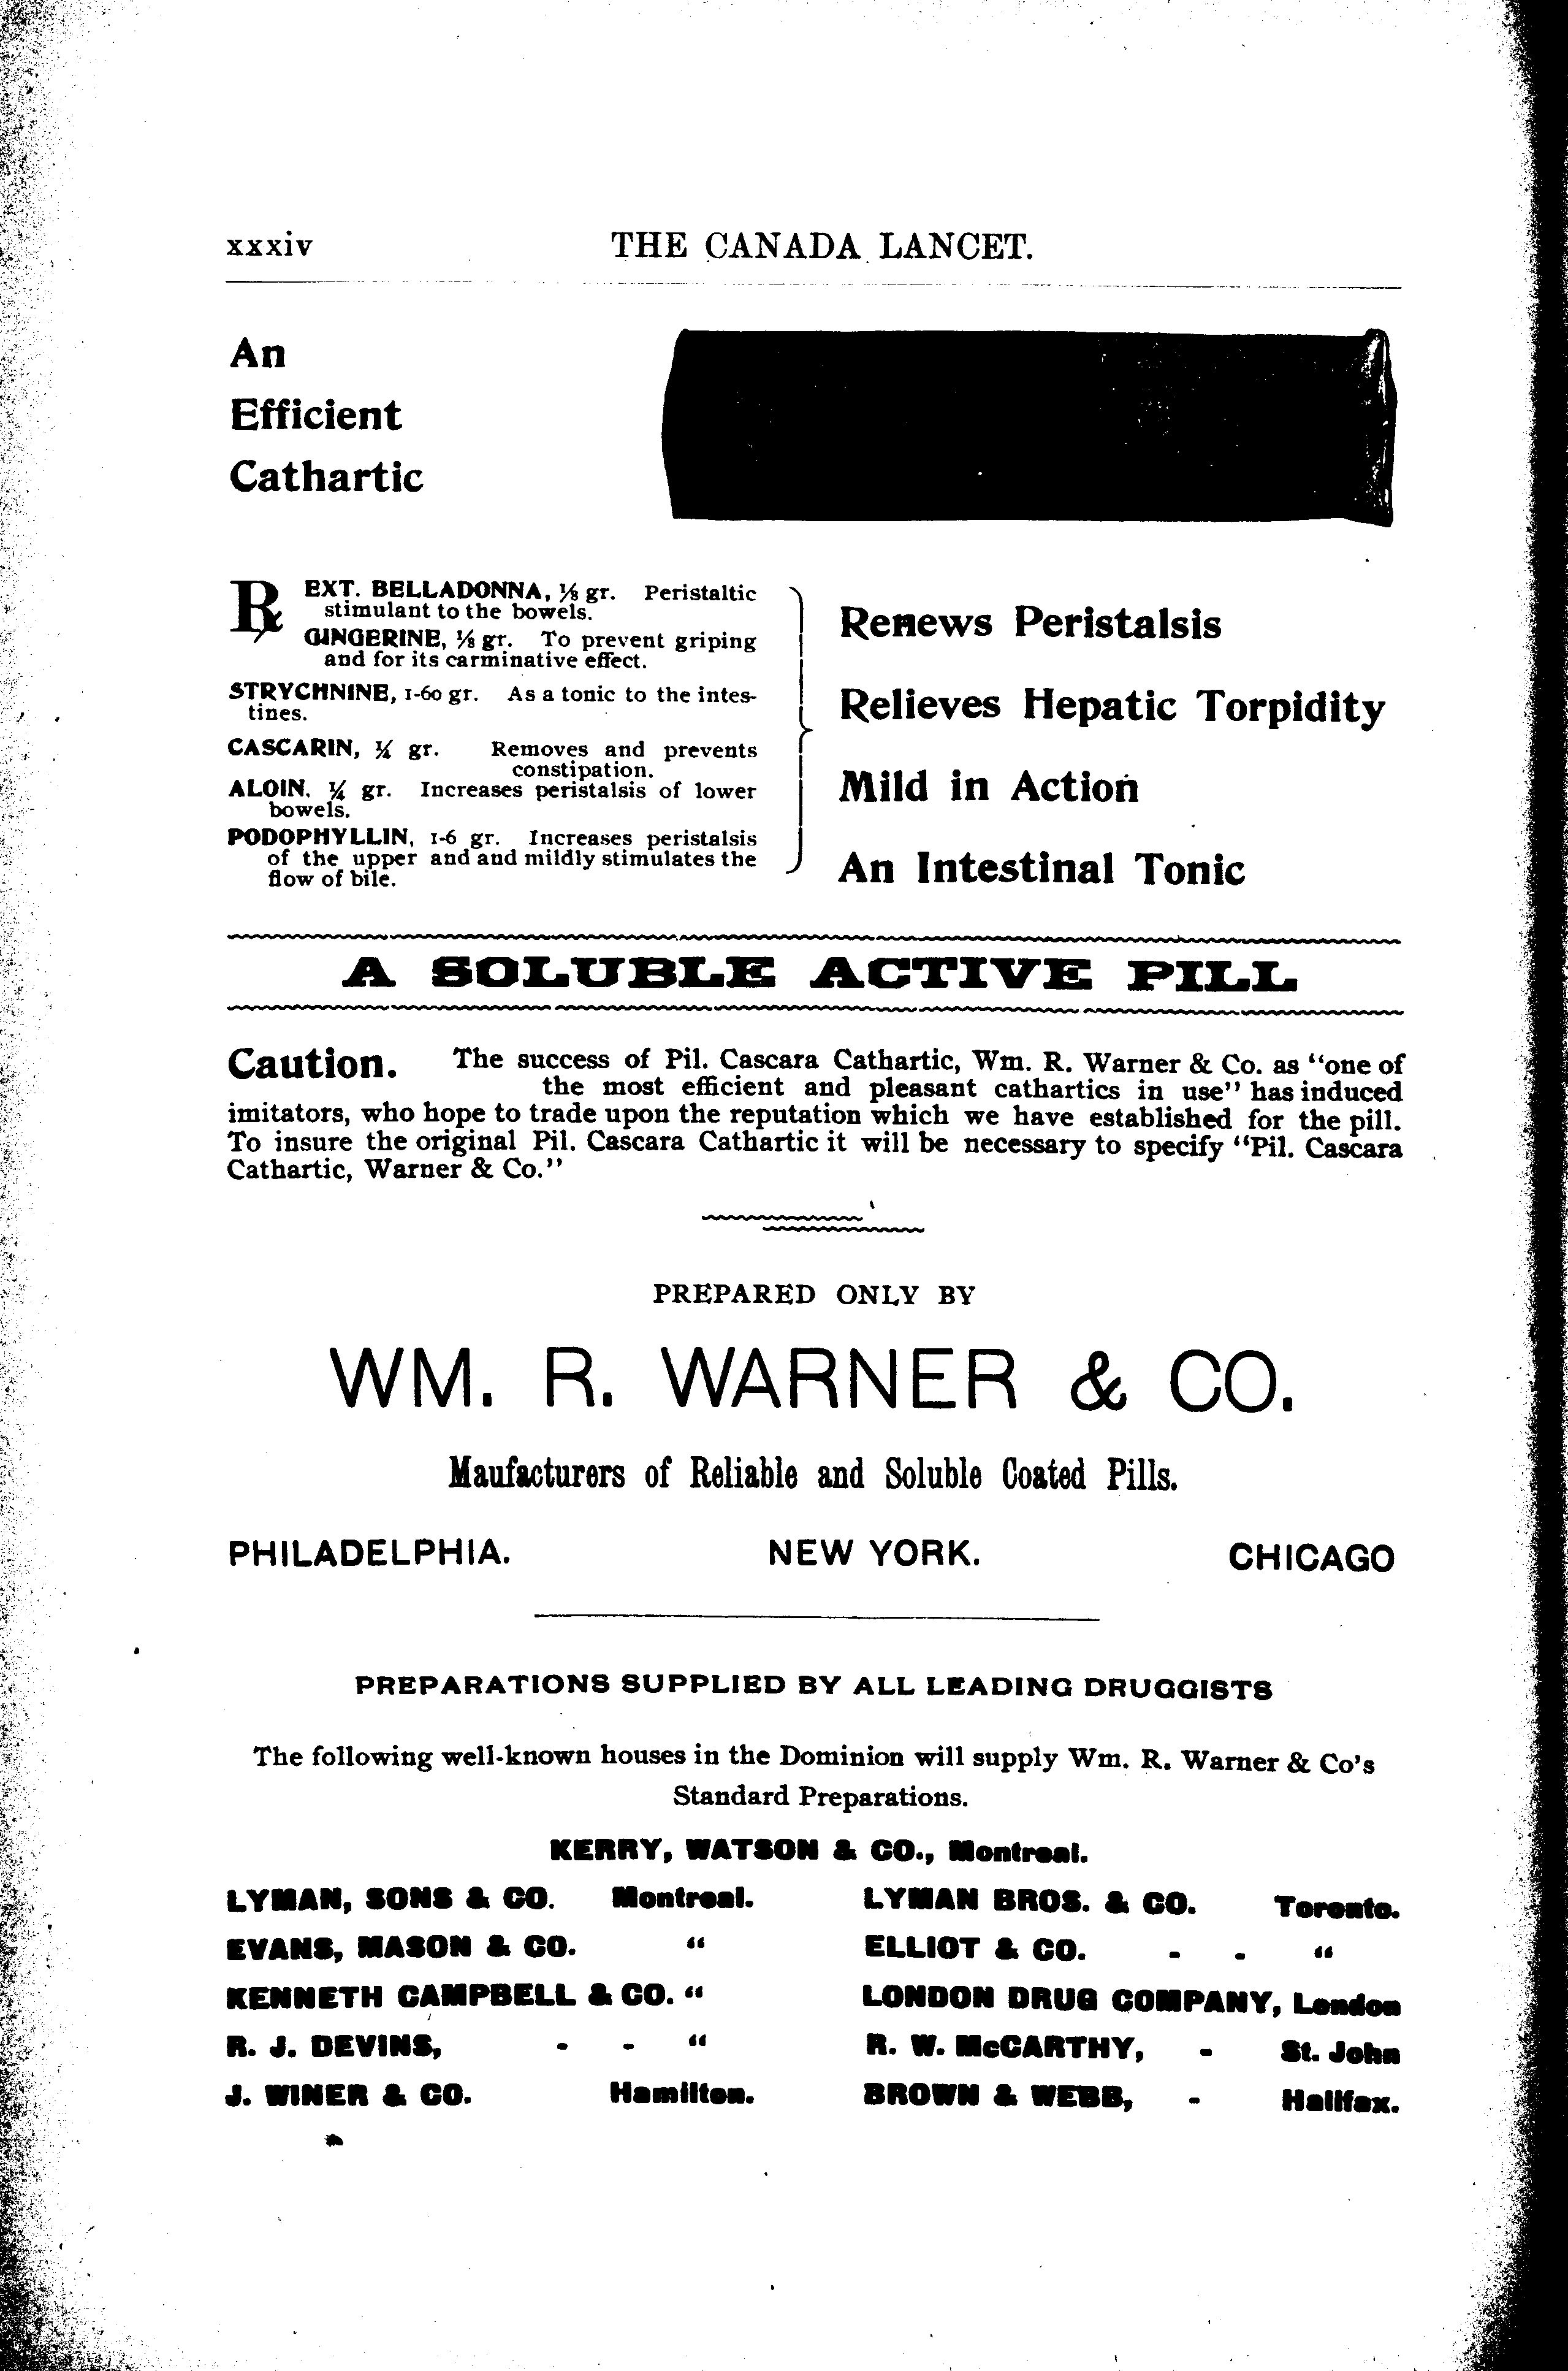 xxxiv THE CANADA LANCET.
An
Efficient
Cathartic
℞ EXT. BELLADONNA, ⅛ gr. Peristaltic
stimulant to the bowels.
GINGERINE, ⅛ gr. To prevent griping
and for its carminative effect.
STRYCHNINE, 1-60 gr. As a tonic to the intes-
tines.
CASCARIN, ¼ gr. Removes and prevents
constipation.
ALOIN. ¼ gr. Increases peristalsis of lower
bowels.
PODOPHYLLIN, 1-6 gr. Increases peristalsis
of the upper and and mildly stimulates the
flow of bile.
Renews Peristalsis
Relieves Hepatic Torpidity
Mild in Action
An Intestinal Tonic
A SOLUBLE ACTIVE PILL
Caution. The success of Pil. Cascara Cathartic, Wm. R. Warner & Co. as "one of
the most efficient and pleasant cathartics in use" has induced
imitators, who hope to trade upon the reputation which we have established for the pill.
To insure the original Pil. Cascara Cathartic it will be necessary to specify "Pil. Cascara
Cathartic, Warner & Co."
PREPARED ONLY BY
WM. R. WARNER & CO.
Maufacturers of Reliable and Soluble Coated Pills.
PHILADELPHIA. NEW YORK. CHICAGO
PREPARATIONS SUPPLIED BY ALL LEADING DRUGGISTS
The following well-known houses in the Dominion will supply Wm. R. Warner & Co's
Standard Preparations.
KERRY, WATSON & CO., Montreal.
LYMAN, SONS & CO. Montreal. LYMAN BROS. & CO. Toronto.
EVANS, MASON & CO. " ELLIOT & CO. - - "
KENNETH CAMPBELL & CO. " LONDON DRUG COMPANY, London
R. J. DEVINS, - - " R. W. McCARTHY, - St. John
J. WINER & CO. Hamilton. BROWN & WEBB, - Halifax.